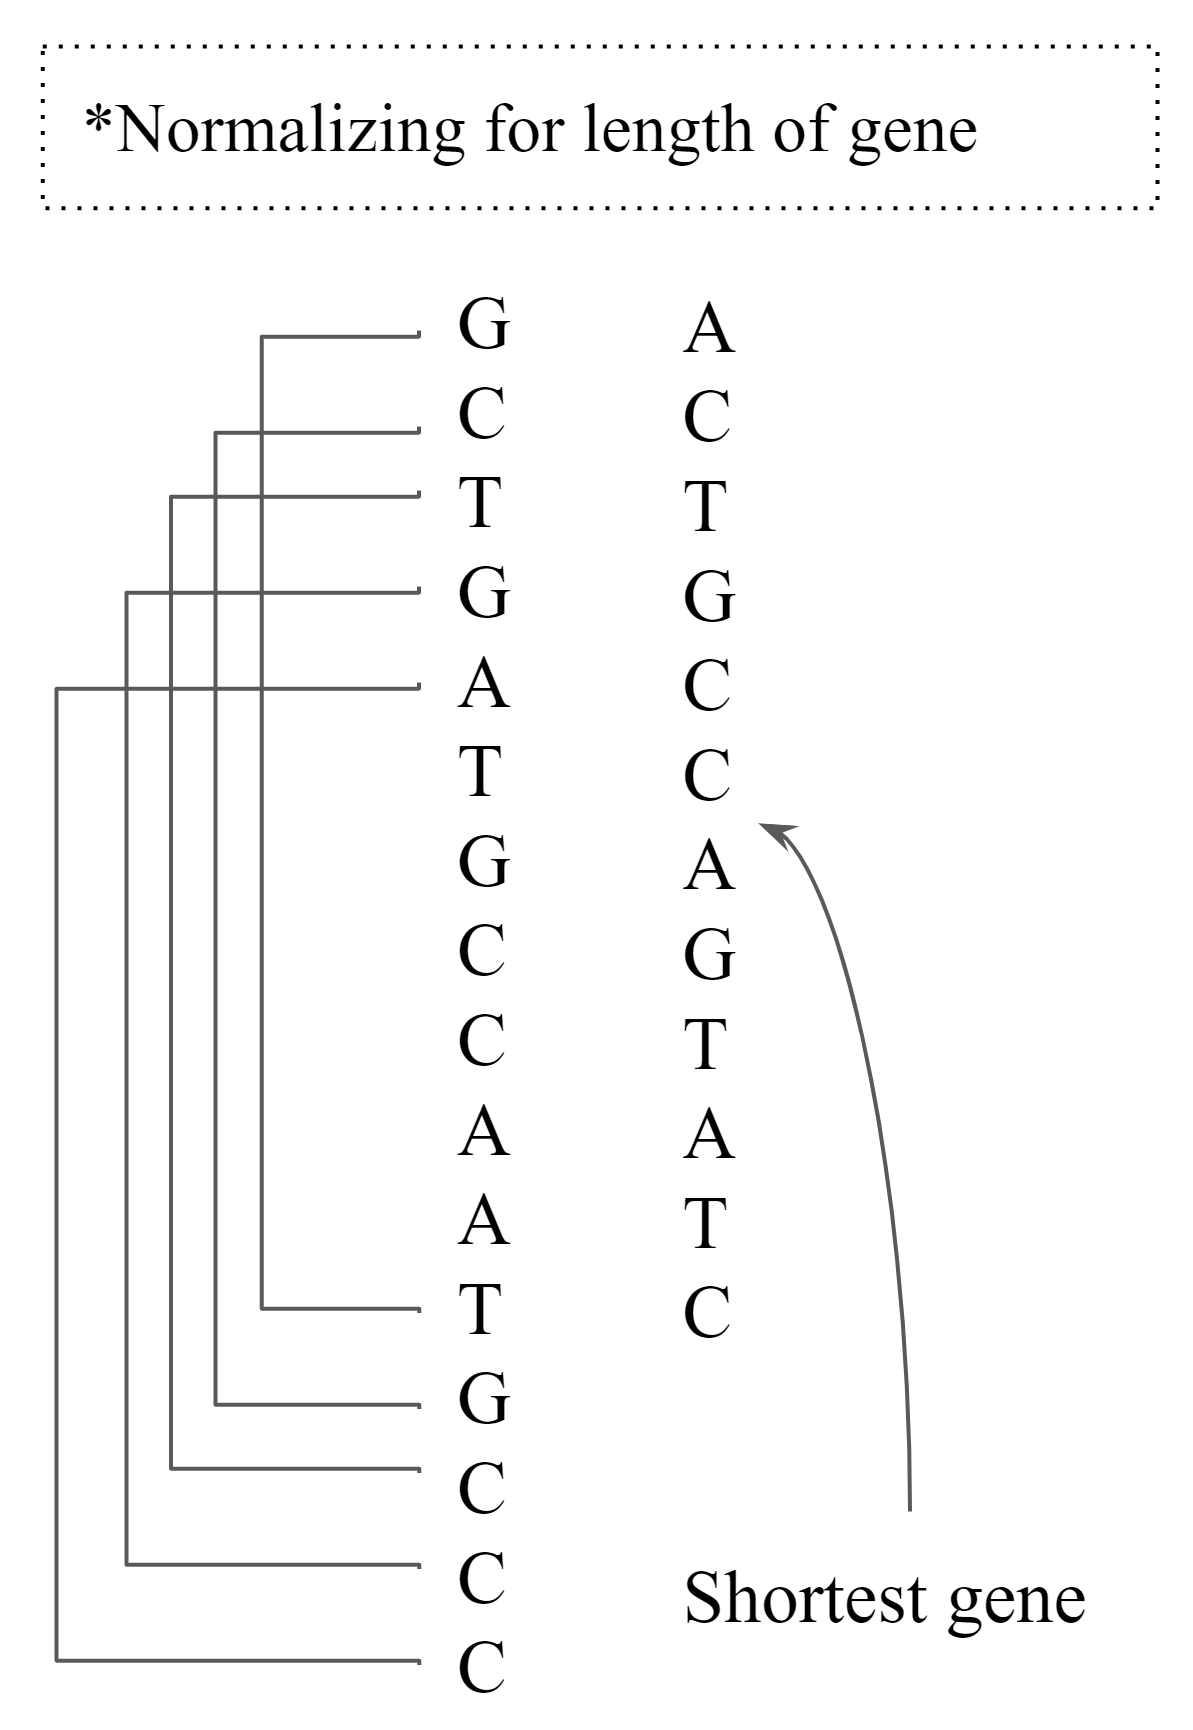 *Normalizing for length of gene
G A
C C
T T
G G
A C
T C
G A
C G
C T
A A
A T
T C
G
C
C
C
Shortest gene